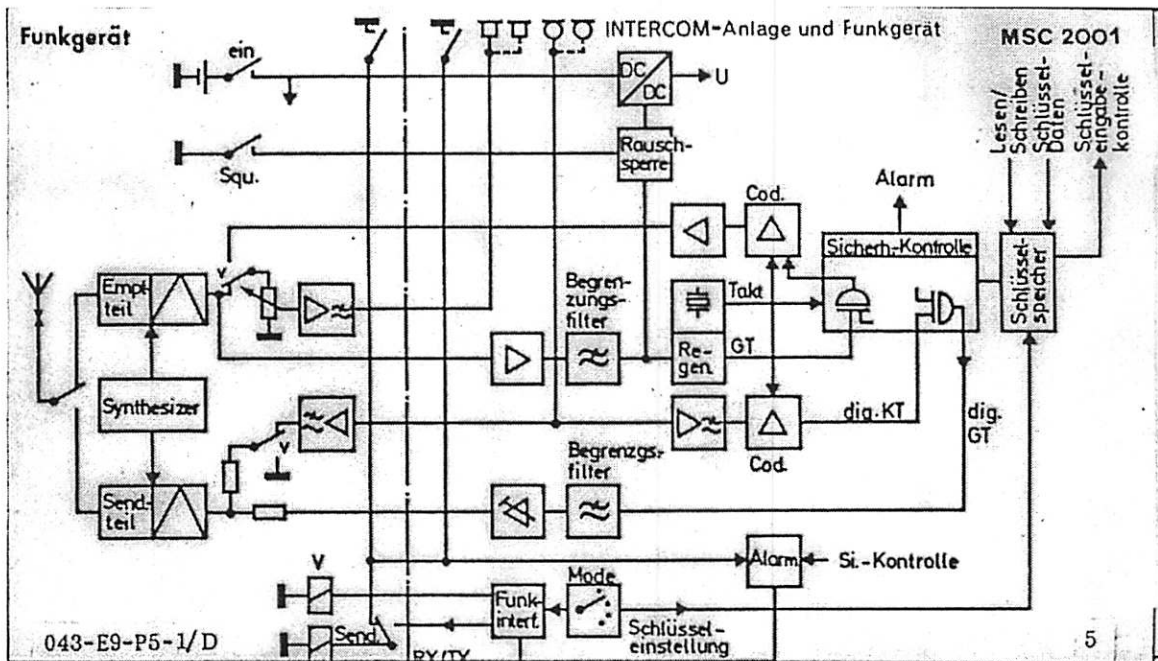 Funkgerät
INTERCOM-Anlage und Funkgerät
MSC 2001
ein
DC
DC
U
Squ.
Rausch-
sperre
Lesen/
Schreiben
Schlüssel-
Daten
Schlüssel-
eingabe-
kontrolle
Alarm
Cod.
Sicherh.-Kontrolle
Schlüssel-
speicher
v
Empf.
teil
Begren-
zungs-
filter
Takt
Re-
gen.
GT
Synthesizer
v
dig.KT
dig.
GT
Cod.
Begrenzgs.-
filter
Send.
teil
Alarm
Si.-Kontrolle
V
Funk-
interf.
Mode
Schlüssel-
einstellung
Send.
RX/TX
043-E9-P5-1/D
5